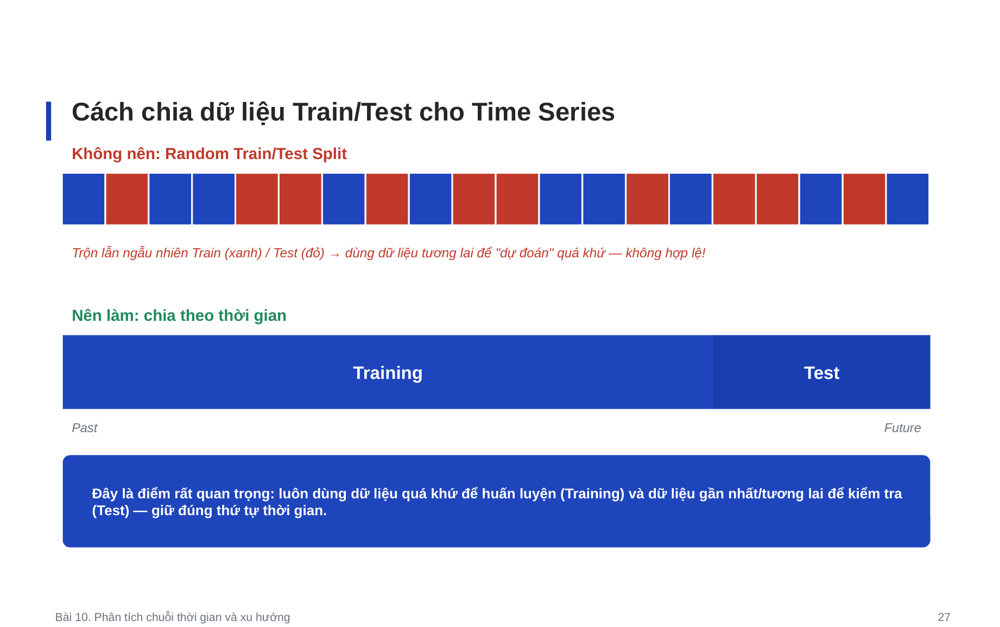 Cách chia dữ liệu Train/Test cho Time Series
Không nên: Random Train/Test Split
Trộn lẫn ngẫu nhiên Train (xanh) / Test (đỏ) → dùng dữ liệu tương lai để "dự đoán" quá khứ — không hợp lệ!
Nên làm: chia theo thời gian
Training
Test
Past
Future
Đây là điểm rất quan trọng: luôn dùng dữ liệu quá khứ để huấn luyện (Training) và dữ liệu gần nhất/tương lai để kiểm tra
(Test) — giữ đúng thứ tự thời gian.
Bài 10. Phân tích chuỗi thời gian và xu hướng
27